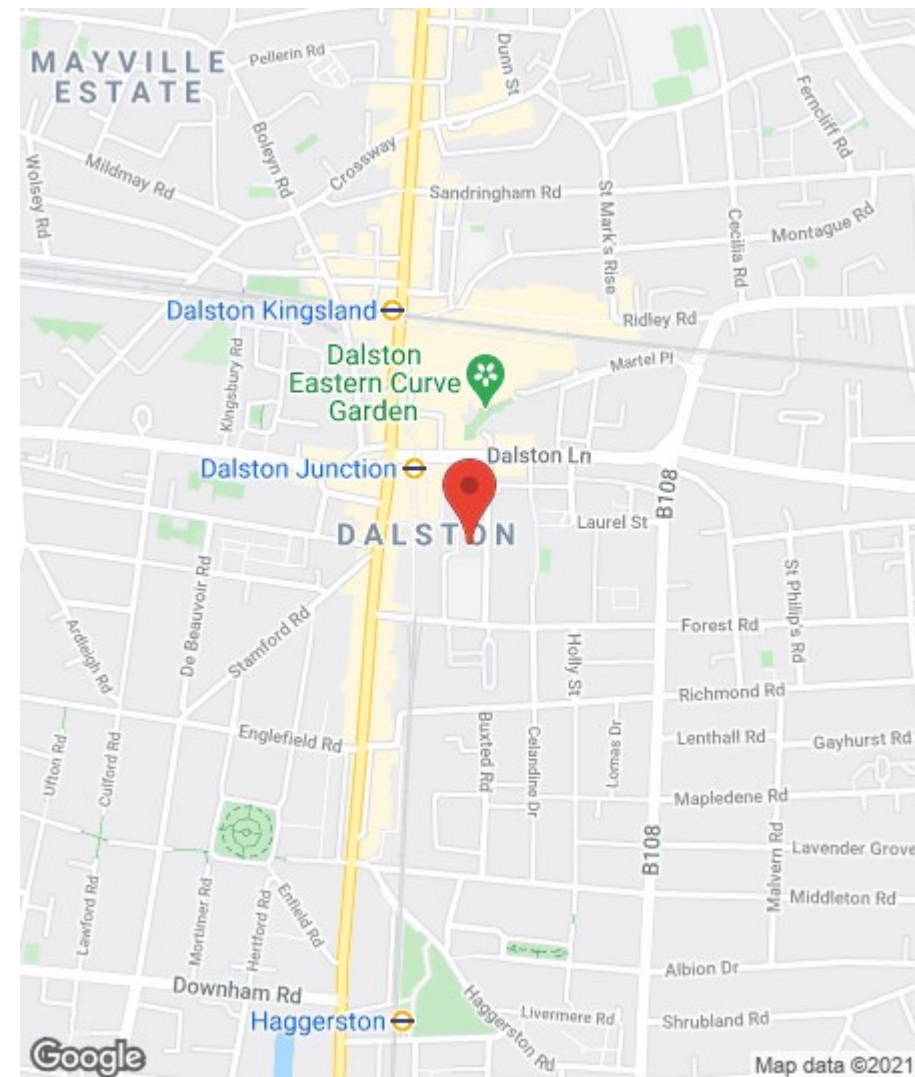 MAYVILLE
ESTATE
Pellerin Rd
Dunn St
Ferncliff Rd
Boleyn Rd
Crossway
Mildmay Rd
Wolsey Rd
Sandringham Rd
St Mark's Rise
Cecilia Rd
Montague Rd
Dalston Kingsland
Ridley Rd
Kingsbury Rd
Dalston
Eastern Curve
Garden
Martel Pl
Dalston Junction
Dalston Ln
B108
Laurel St
DALSTON
De Beauvoir Rd
Ardleigh Rd
Stamford Rd
Forest Rd
St Philip's Rd
Holly St
Richmond Rd
Englefield Rd
Ufton Rd
Culford Rd
Buxted Rd
Celandine Dr
Lomas Dr
Lenthall Rd
Gayhurst Rd
Mapledene Rd
B108
Malvern Rd
Lavender Grove
Middleton Rd
Lawford Rd
Mortimer Rd
Hertford Rd
Enfield Rd
Albion Dr
Downham Rd
Haggerston
Haggerston Rd
Livermere Rd
Shrubland Rd
Google
Map data ©2021